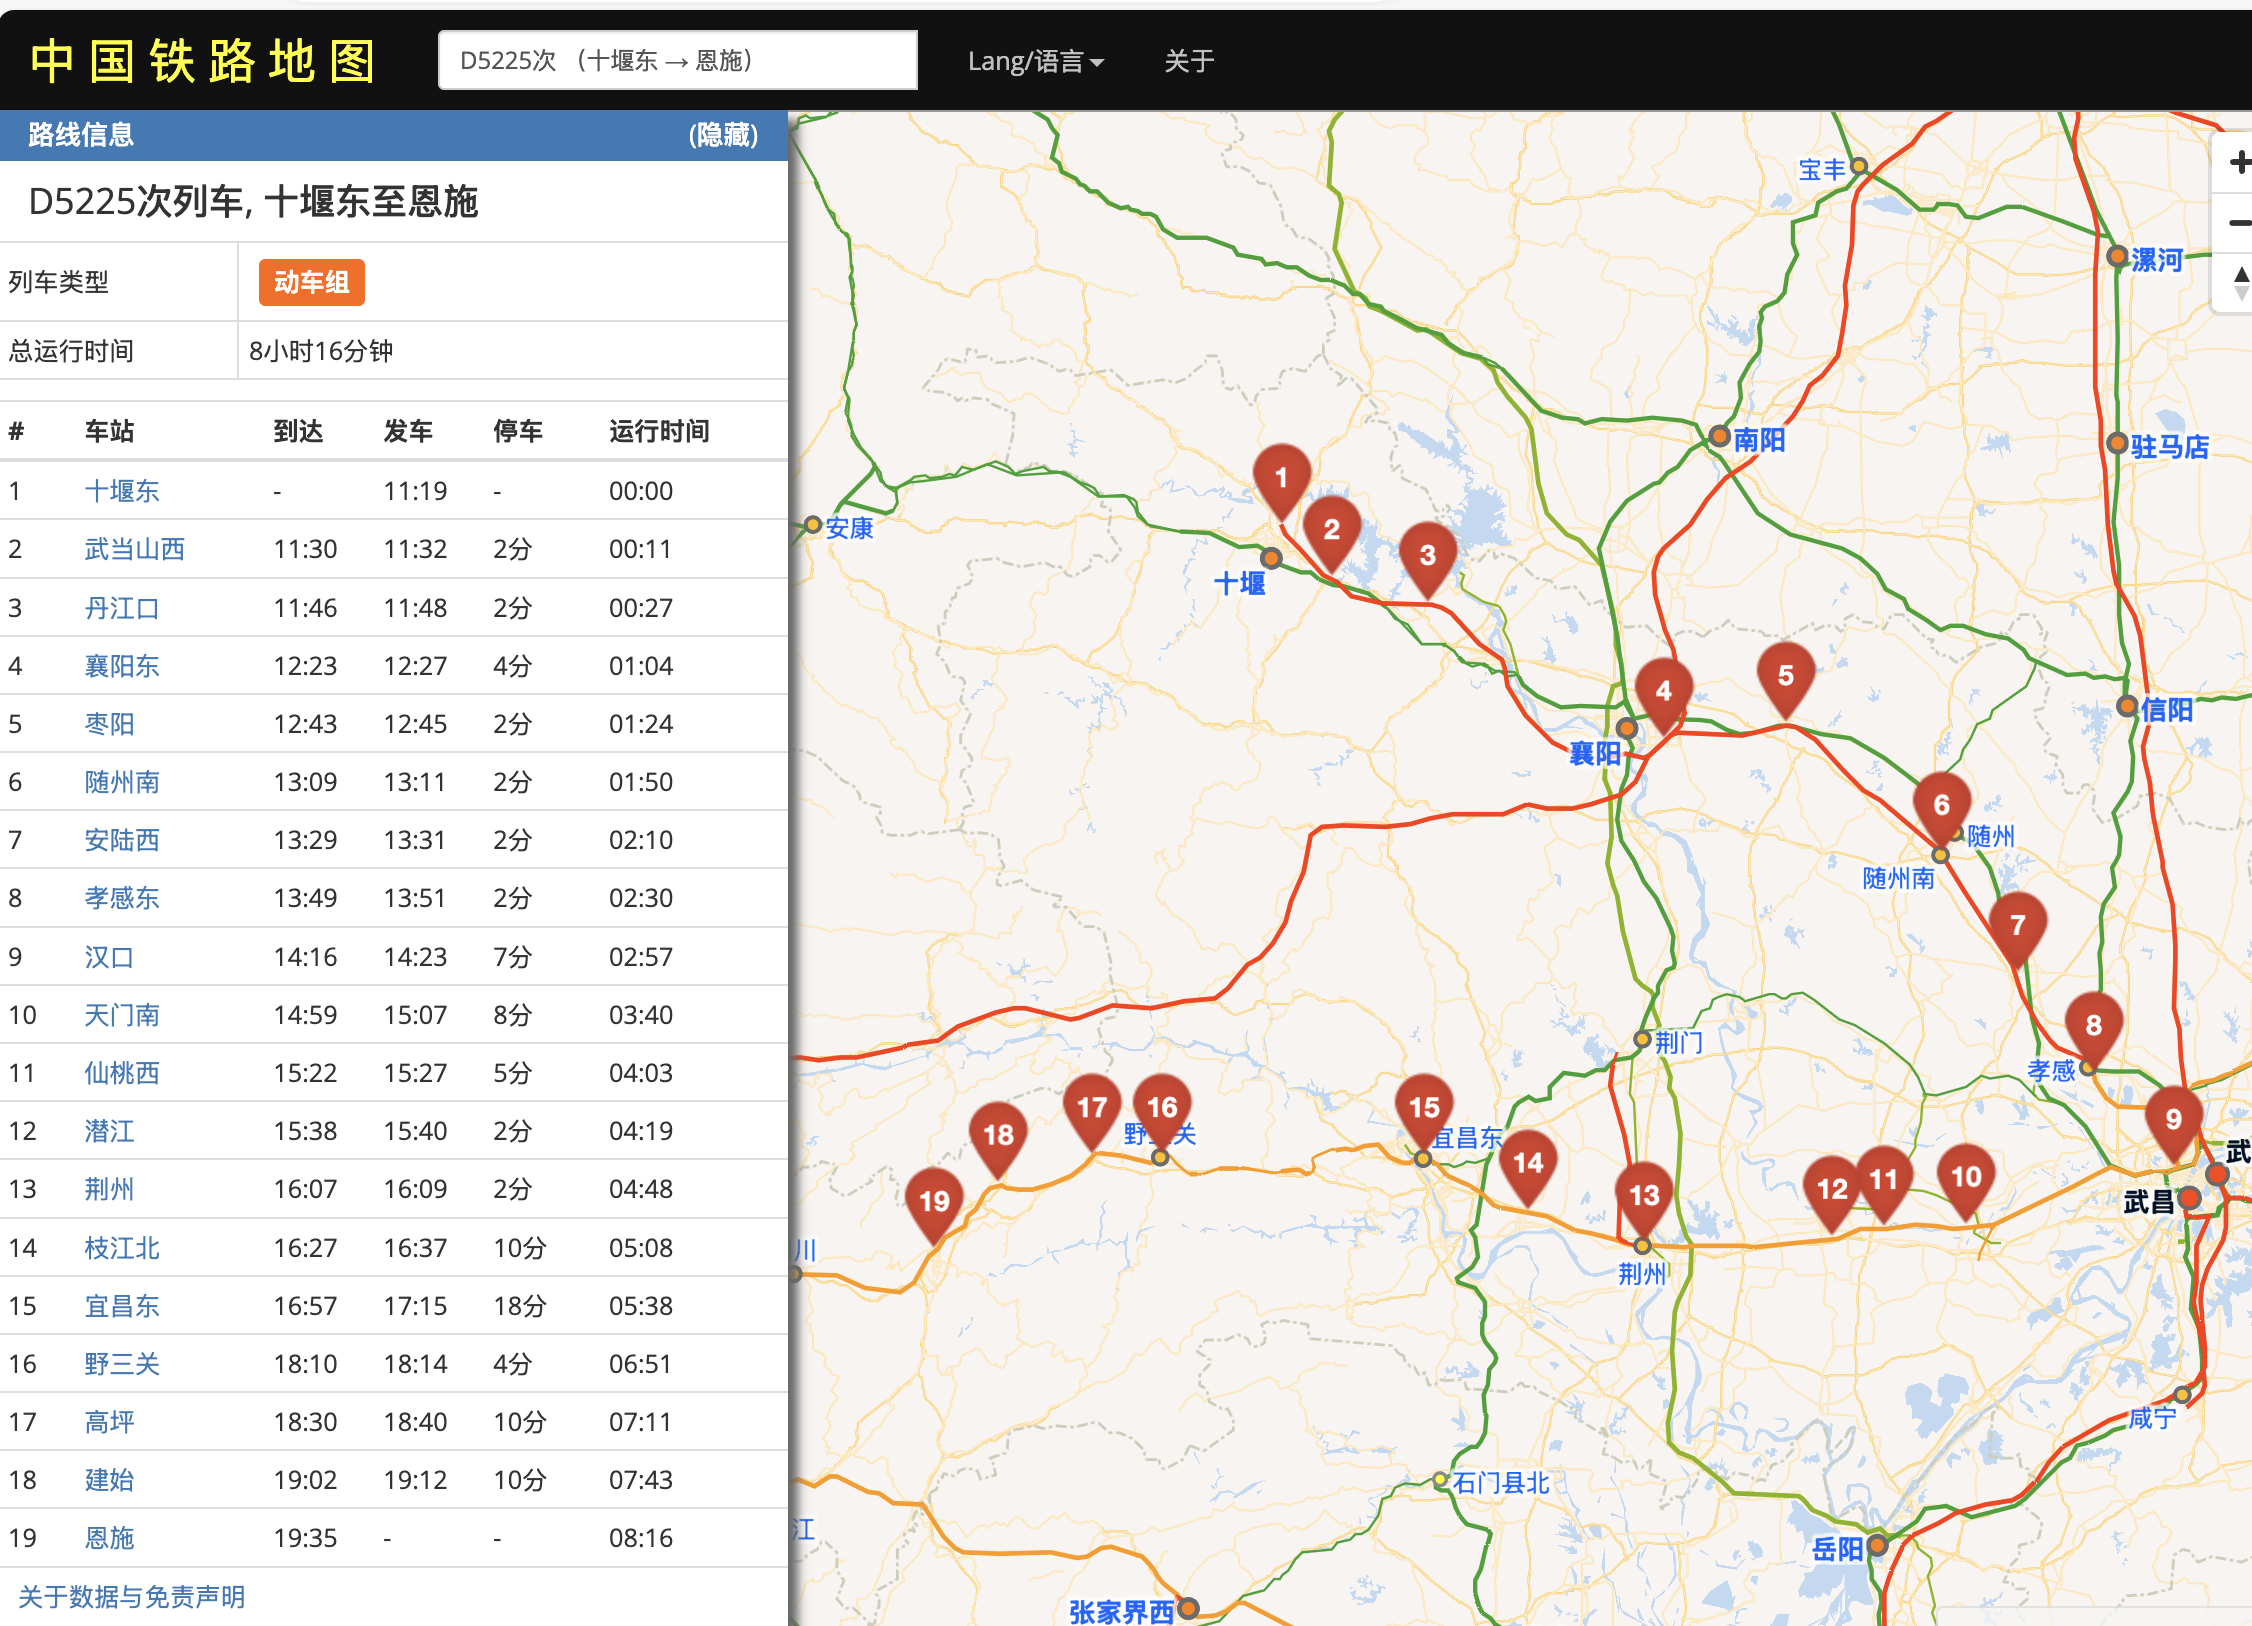 中国铁路地图
D5225次 （十堰东 → 恩施）
Lang/语言
关于
路线信息 (隐藏)
D5225次列车, 十堰东至恩施
列车类型 动车组
总运行时间 8小时16分钟
# 车站 到达 发车 停车 运行时间
1 十堰东 - 11:19 - 00:00
2 武当山西 11:30 11:32 2分 00:11
3 丹江口 11:46 11:48 2分 00:27
4 襄阳东 12:23 12:27 4分 01:04
5 枣阳 12:43 12:45 2分 01:24
6 随州南 13:09 13:11 2分 01:50
7 安陆西 13:29 13:31 2分 02:10
8 孝感东 13:49 13:51 2分 02:30
9 汉口 14:16 14:23 7分 02:57
10 天门南 14:59 15:07 8分 03:40
11 仙桃西 15:22 15:27 5分 04:03
12 潜江 15:38 15:40 2分 04:19
13 荆州 16:07 16:09 2分 04:48
14 枝江北 16:27 16:37 10分 05:08
15 宜昌东 16:57 17:15 18分 05:38
16 野三关 18:10 18:14 4分 06:51
17 高坪 18:30 18:40 10分 07:11
18 建始 19:02 19:12 10分 07:43
19 恩施 19:35 - - 08:16
关于数据与免责声明
宝丰
漯河
南阳
驻马店
1
2
3
安康
十堰
4
5
信阳
襄阳
6
随州
随州南
7
8
荆门
孝感
9
17
16
15
18
野三关
宜昌东
武
14
10
11
12
13
19
武昌
川
荆州
咸宁
石门县北
江
岳阳
张家界西
+
−